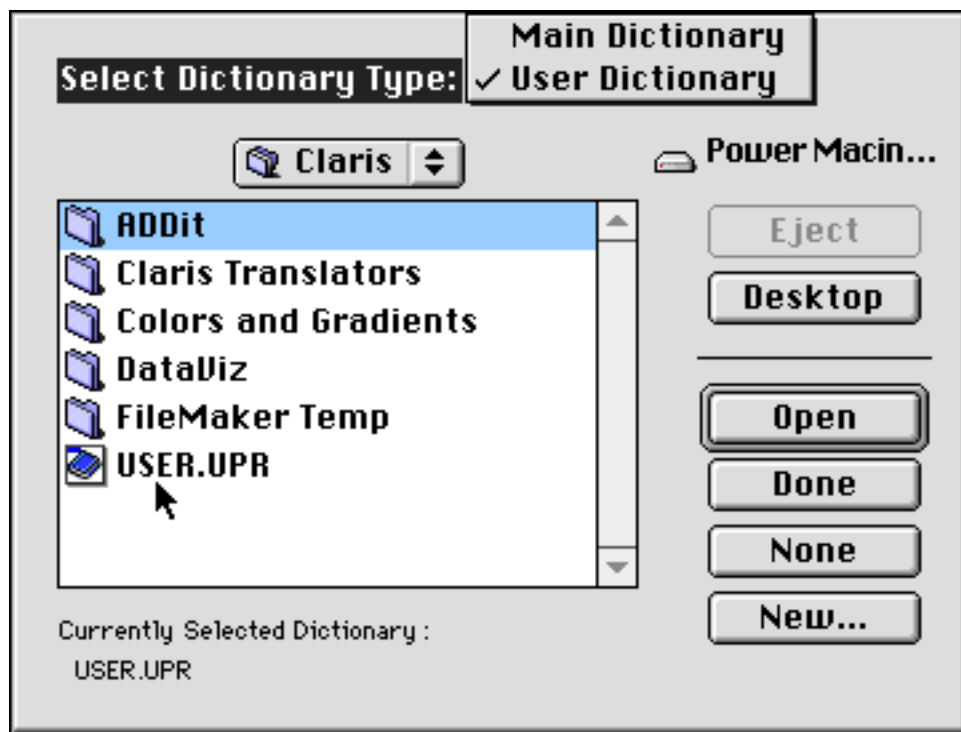 Main Dictionary
Select Dictionary Type: ✓ User Dictionary
Claris
Power Macin...
ADDit
Eject
Claris Translators
Desktop
Colors and Gradients
DataViz
FileMaker Temp
Open
USER.UPR
Done
None
New...
Currently Selected Dictionary :
USER.UPR